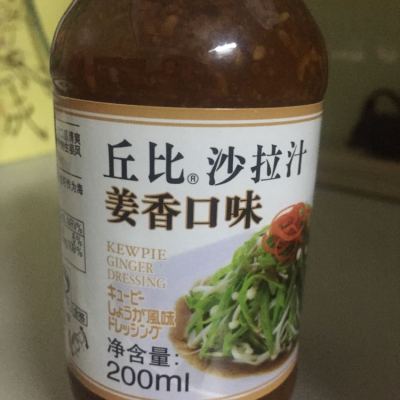 丘比® 沙拉汁
姜香口味
KEWPIE
GINGER
DRESSING
キューピー
しょうが風味
ドレッシング
净含量:
200ml